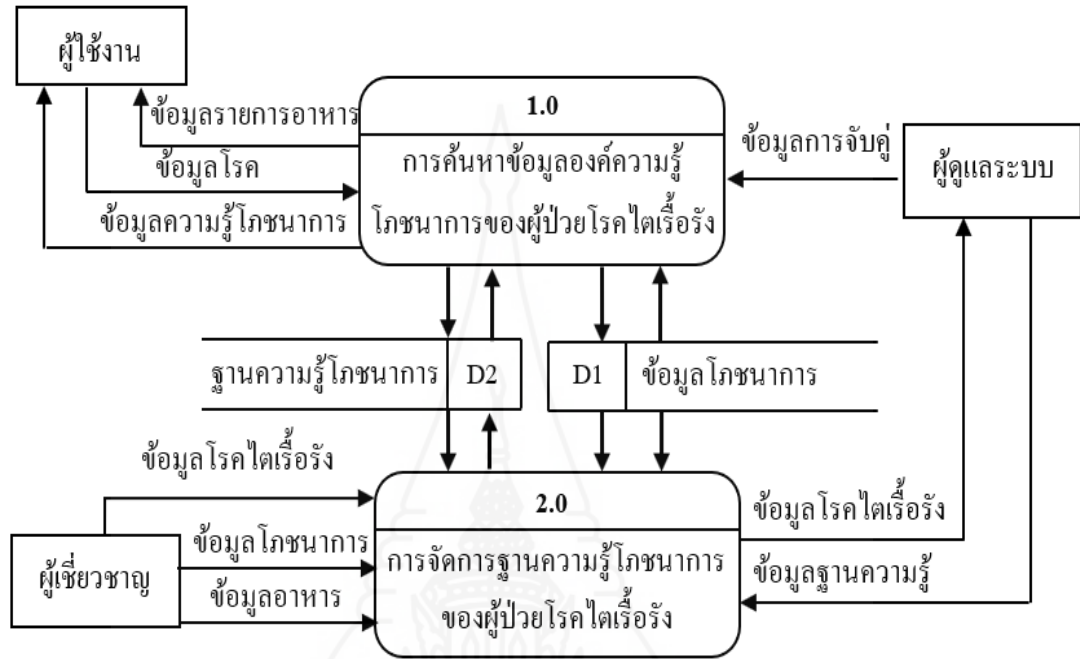 ผู้ใช้งาน
ข้อมูลรายการอาหาร
ข้อมูลโรค
ข้อมูลความรู้โภชนาการ
1.0
การค้นหาข้อมูลองค์ความรู้
โภชนาการของผู้ป่วยโรคไตเรื้อรัง
ข้อมูลการจับคู่
ผู้ดูแลระบบ
ฐานความรู้โภชนาการ
D2
D1
ข้อมูลโภชนาการ
ข้อมูลโรคไตเรื้อรัง
ผู้เชี่ยวชาญ
ข้อมูลโภชนาการ
ข้อมูลอาหาร
2.0
การจัดการฐานความรู้โภชนาการ
ของผู้ป่วยโรคไตเรื้อรัง
ข้อมูลโรคไตเรื้อรัง
ข้อมูลฐานความรู้